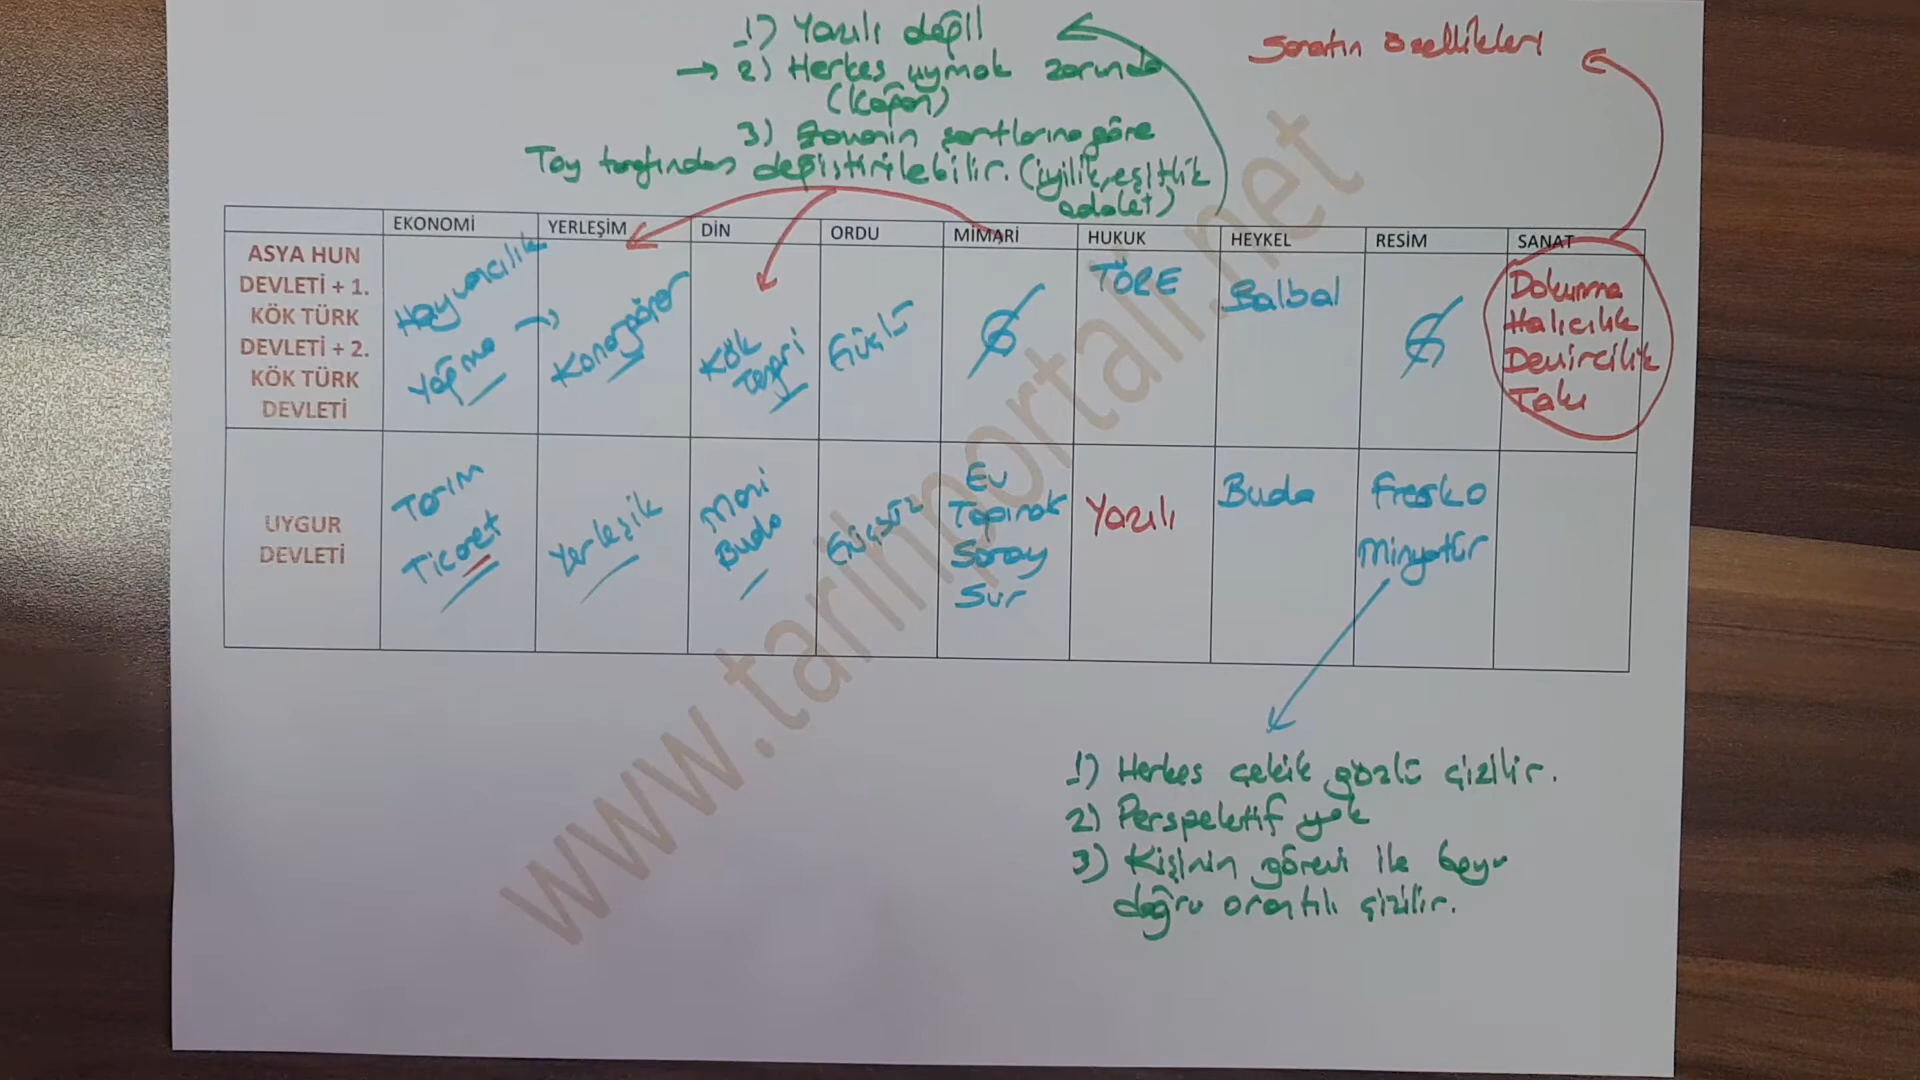 1) Yazılı değil
→ 2) Herkes uymak zorunda
(Kağan)
3) Zamanın şartlarına göre
Toy tarafından değiştirilebilir. (iyilik, eşitlik
adalet)
Sanatın özellikleri
EKONOMİ YERLEŞİM DİN ORDU MİMARİ HUKUK HEYKEL RESİM SANAT
ASYA HUN
DEVLETİ + 1.
KÖK TÜRK
DEVLETİ + 2.
KÖK TÜRK
DEVLETİ
Hayvancılık
Yağma
Konargöçer
Kök
Tengri
Güçlü
TÖRE
Balbal
Dokuma
Halıcılık
Demircilik
Takı
UYGUR
DEVLETİ
Tarım
Ticaret
Yerleşik
Mani
Buda
Güçsüz
Ev
Tapınak
Saray
Sur
Yazılı
Buda
Fresko
Minyatür
1) Herkes çekik gözlü çizilir.
2) Perspektif yok
3) Kişinin görevi ile boyu
doğru orantılı çizilir.
www.tarihportali.net